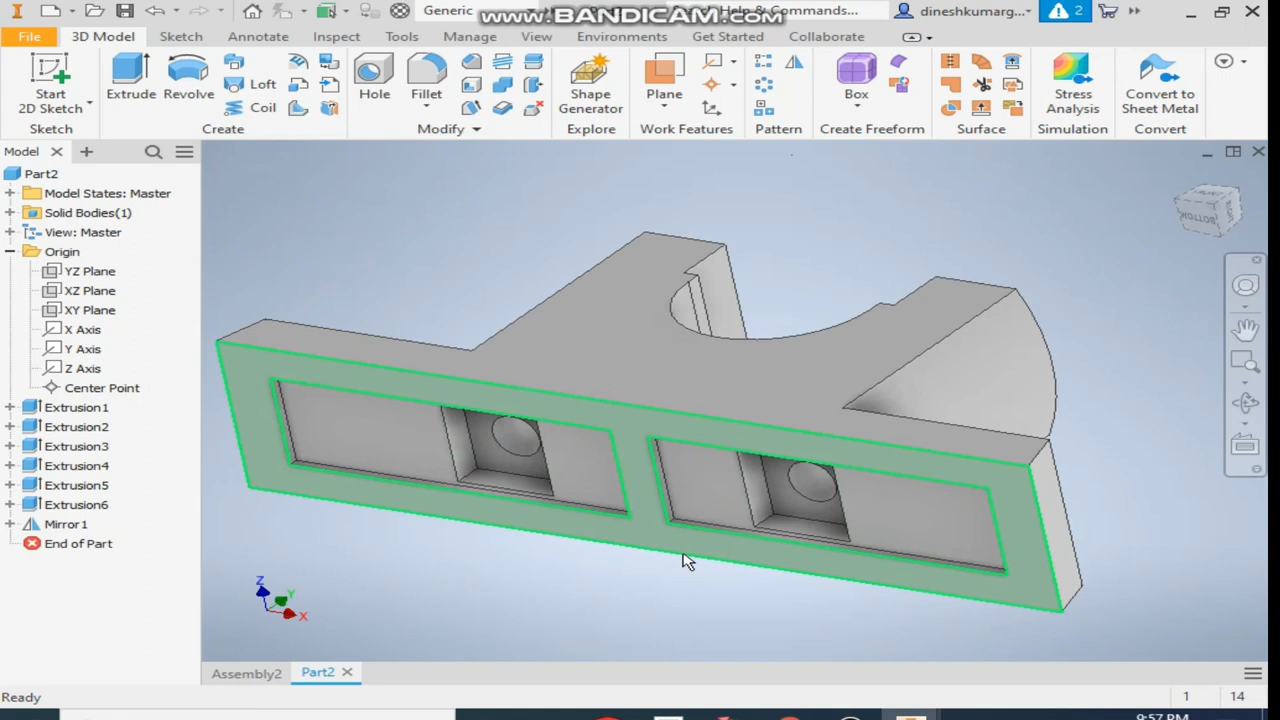 Generic
www.BANDICAM.com
& Commands...
dineshkumarg...
2
File
3D Model
Sketch
Annotate
Inspect
Tools
Manage
View
Environments
Get Started
Collaborate
Start
2D Sketch
Extrude
Revolve
Loft
Coil
Hole
Fillet
Shape
Generator
Plane
Box
Stress
Analysis
Convert to
Sheet Metal
Sketch
Create
Modify
Explore
Work Features
Pattern
Create Freeform
Surface
Simulation
Convert
Model
Part2
Model States: Master
Solid Bodies(1)
View: Master
Origin
YZ Plane
XZ Plane
XY Plane
X Axis
Y Axis
Z Axis
Center Point
Extrusion1
Extrusion2
Extrusion3
Extrusion4
Extrusion5
Extrusion6
Mirror1
End of Part
BOTTOM
Z
Y
X
Assembly2
Part2
Ready
1
14
9:57 PM